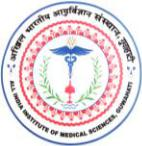 अखिल भारतीय आयुर्विज्ञान संस्थान, गुवाहाटी
ALL INDIA INSTITUTE OF MEDICAL SCIENCES, GUWAHATI